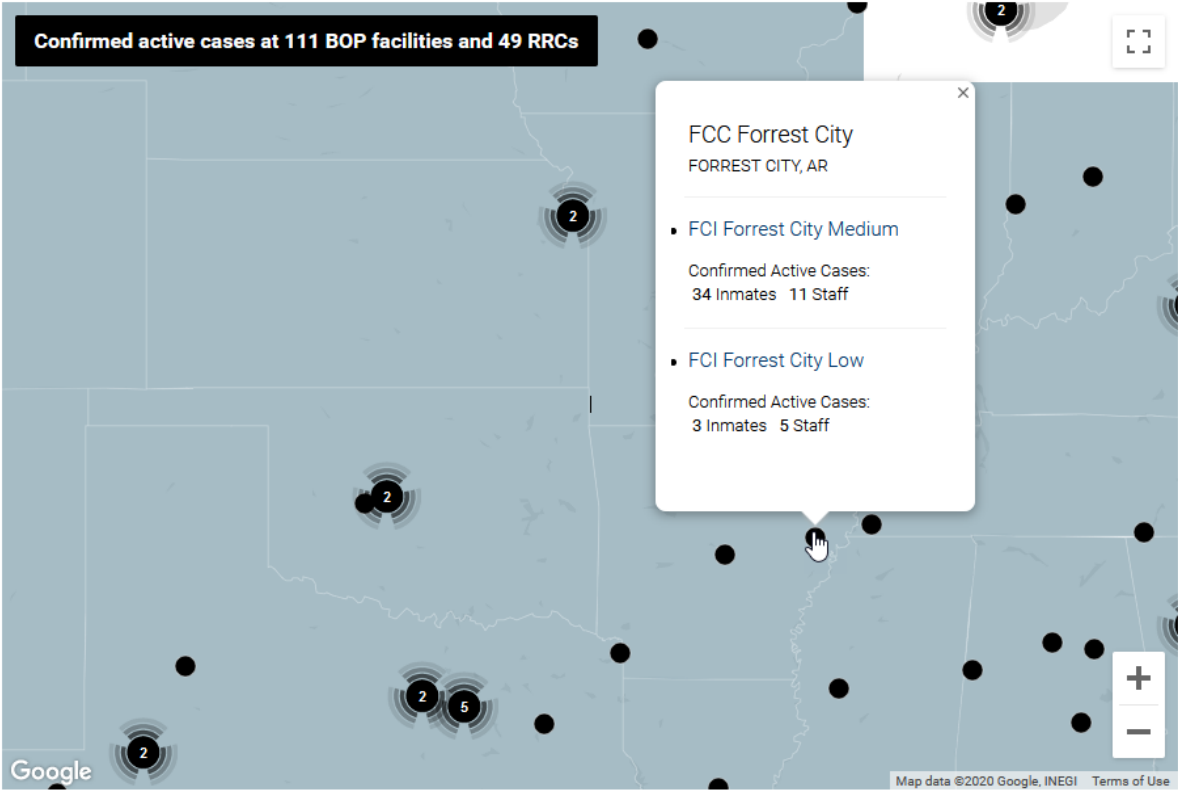 Confirmed active cases at 111 BOP facilities and 49 RRCs
2
FCC Forrest City
FORREST CITY, AR
2
FCI Forrest City Medium
Confirmed Active Cases:
34 Inmates 11 Staff
FCI Forrest City Low
Confirmed Active Cases:
3 Inmates 5 Staff
2
2
5
2
Google
Map data ©2020 Google, INEGI Terms of Use